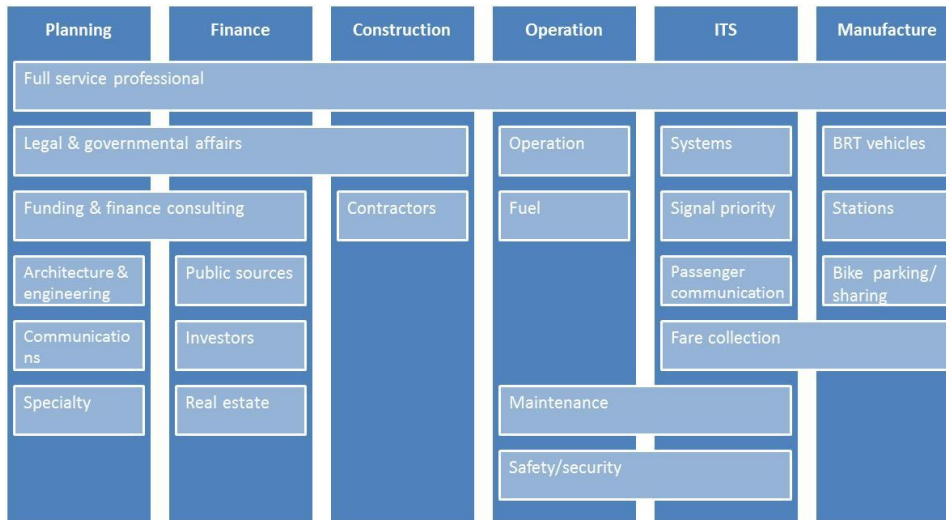 Planning
Finance
Construction
Operation
ITS
Manufacture
Full service professional
Legal & governmental affairs
Operation
Systems
BRT vehicles
Funding & finance consulting
Contractors
Fuel
Signal priority
Stations
Architecture &
engineering
Public sources
Passenger
communication
Bike parking/
sharing
Communicatio
ns
Investors
Fare collection
Specialty
Real estate
Maintenance
Safety/security